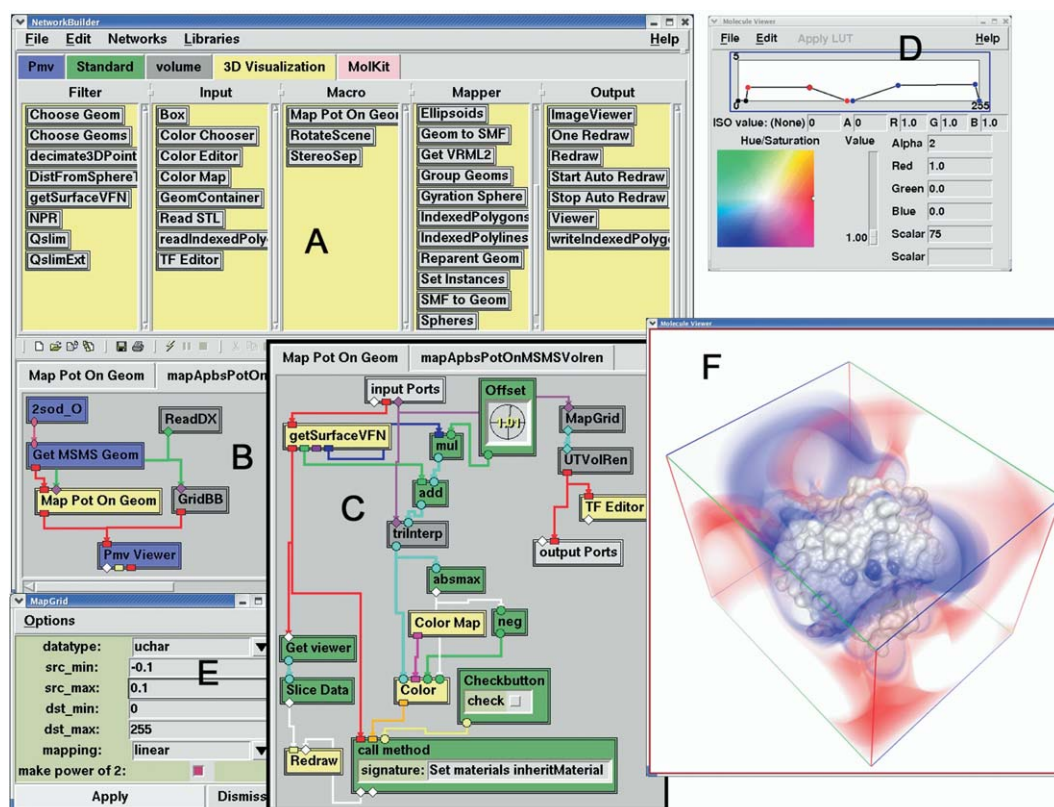 NetworkBuilder
File Edit Networks Libraries Help
Pmv Standard volume 3D Visualization MolKit
Filter Input Macro Mapper Output
Choose Geom
Choose Geoms
decimate3DPoint
DistFromSphereT
getSurfaceVFN
NPR
Qslim
QslimExt
Box
Color Chooser
Color Editor
Color Map
GeomContainer
Read STL
readIndexedPoly
TF Editor
Map Pot On Geor
RotateScene
StereoSep
A
Ellipsoids
Geom to SMF
Get VRML2
Group Geoms
Gyration Sphere
IndexedPolygons
IndexedPolylines
Reparent Geom
Set Instances
SMF to Geom
Spheres
ImageViewer
One Redraw
Redraw
Start Auto Redraw
Stop Auto Redraw
Viewer
writeIndexedPolyge
Map Pot On Geom mapApbsPotOn
2sod_O
ReadDX
Get MSMS Geom
B
Map Pot On Geom
GridBB
Pmv Viewer
MapGrid
Options
datatype: uchar
src_min: -0.1
src_max: 0.1
E
dst_min: 0
dst_max: 255
mapping: linear
make power of 2:
Apply Dismiss
Map Pot On Geom mapApbsPotOnMSMSVolren
input Ports
Offset
1.01
MapGrid
getSurfaceVFN
mul
UTVolRen
C
add
TF Editor
triInterp
output Ports
absmax
Color Map
neg
Get viewer
Slice Data
Color
Checkbutton
check
Redraw
call method
signature: Set materials inheritMaterial
Molecule Viewer
File Edit Apply LUT Help
D
5
0
255
ISO value: (None) 0 A 0 R 1.0 G 1.0 B 1.0
Hue/Saturation Value
1.00
Alpha 2
Red 1.0
Green 0.0
Blue 0.0
Scalar 75
Scalar
Molecule Viewer
F